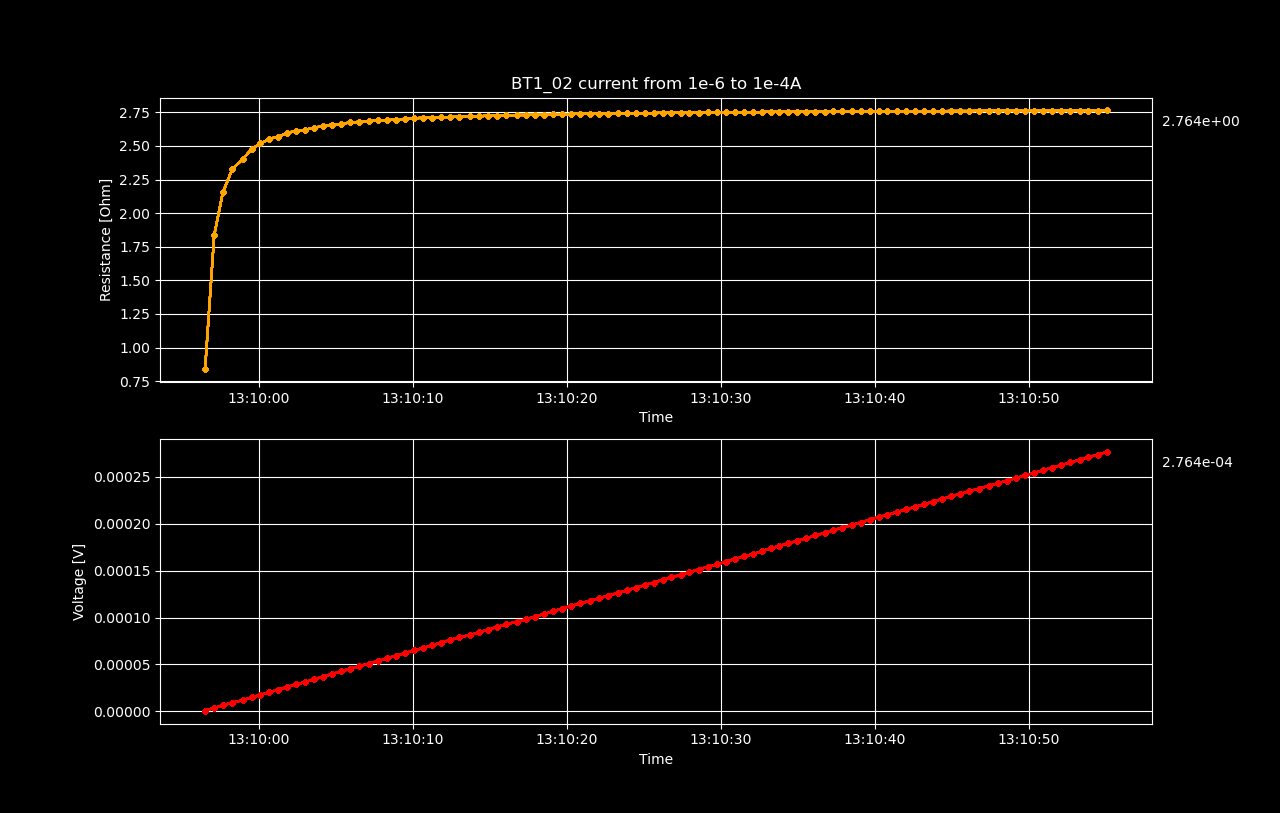 BT1_02 current from 1e-6 to 1e-4A
Resistance [Ohm]
2.75
2.50
2.25
2.00
1.75
1.50
1.25
1.00
0.75
2.764e+00
13:10:00 13:10:10 13:10:20 13:10:30 13:10:40 13:10:50
Time
Voltage [V]
0.00025
0.00020
0.00015
0.00010
0.00005
0.00000
2.764e-04
13:10:00 13:10:10 13:10:20 13:10:30 13:10:40 13:10:50
Time